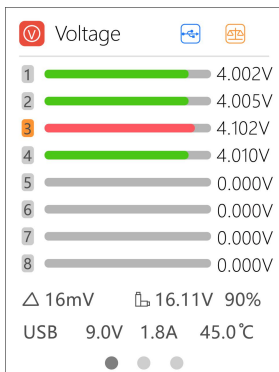 V Voltage
1 4.002V
2 4.005V
3 4.102V
4 4.010V
5 0.000V
6 0.000V
7 0.000V
8 0.000V
△ 16mV 16.11V 90%
USB 9.0V 1.8A 45.0℃